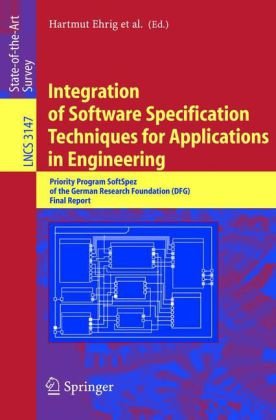 Hartmut Ehrig et al. (Ed.)
State-of-the-Art
Survey
LNCS 3147
Integration
of Software Specification
Techniques for Applications
in Engineering
Priority Program SoftSpez
of the German Research Foundation (DFG)
Final Report
Springer